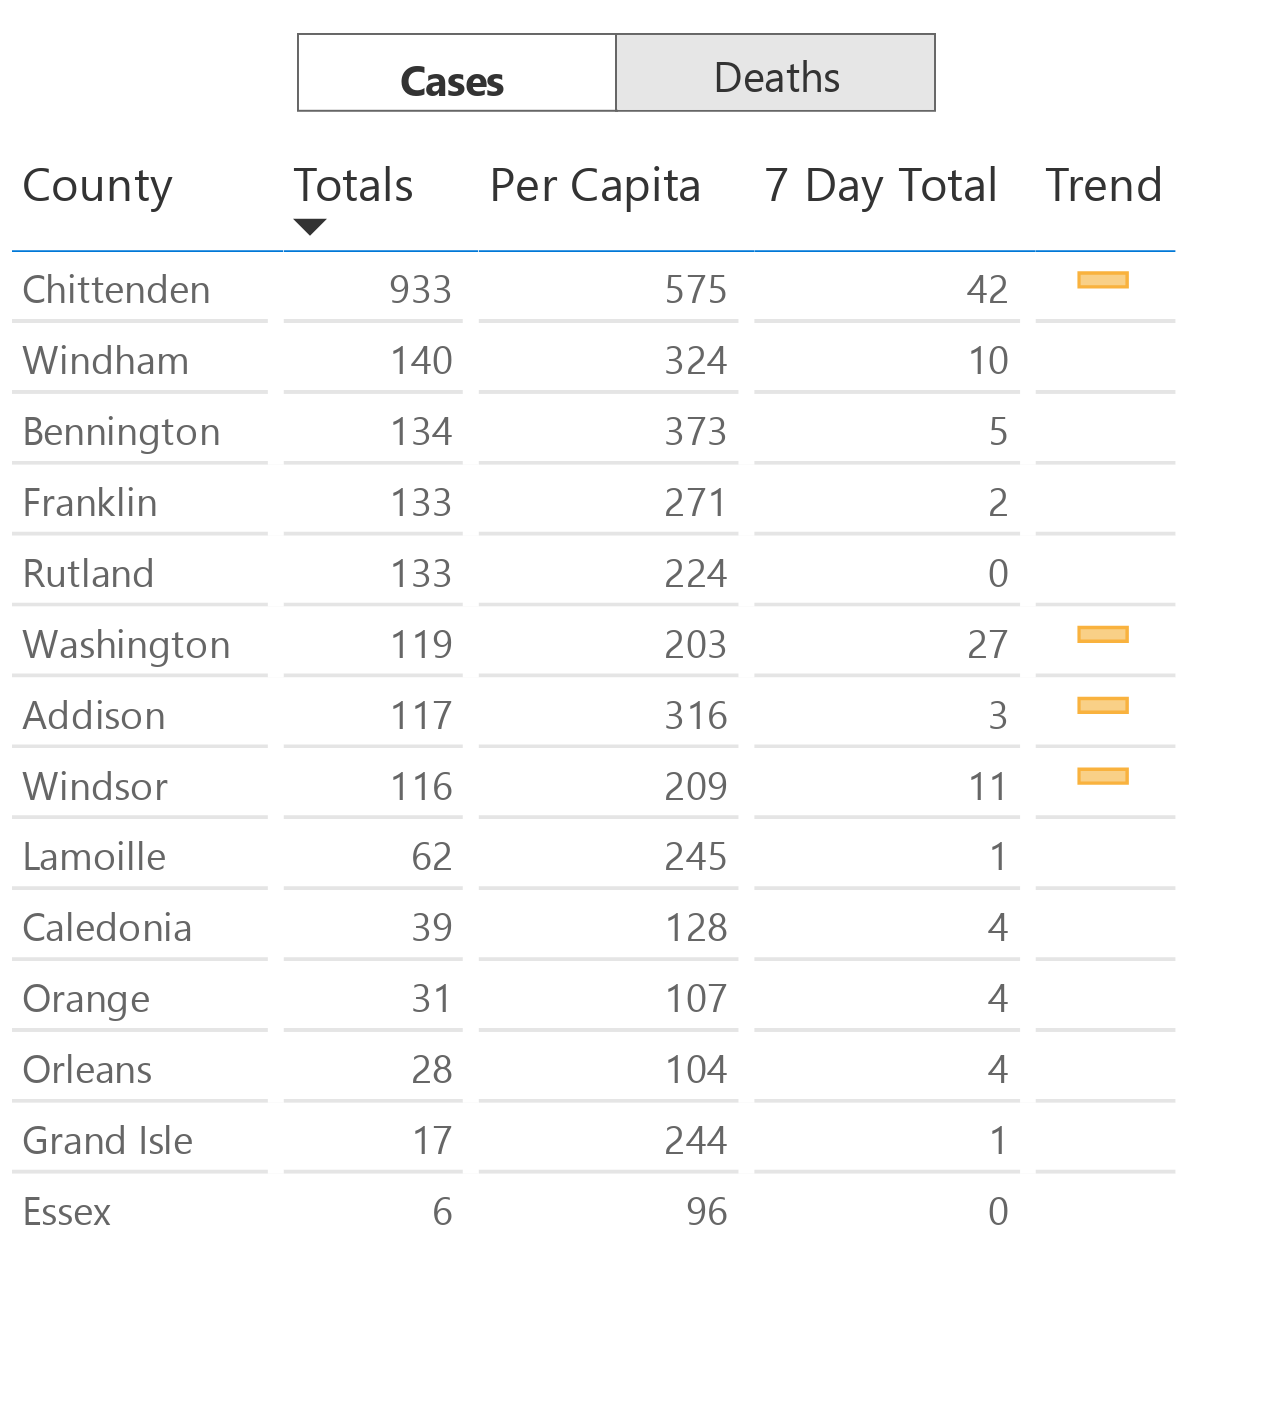 Cases Deaths
County Totals Per Capita 7 Day Total Trend
Chittenden 933 575 42
Windham 140 324 10
Bennington 134 373 5
Franklin 133 271 2
Rutland 133 224 0
Washington 119 203 27
Addison 117 316 3
Windsor 116 209 11
Lamoille 62 245 1
Caledonia 39 128 4
Orange 31 107 4
Orleans 28 104 4
Grand Isle 17 244 1
Essex 6 96 0